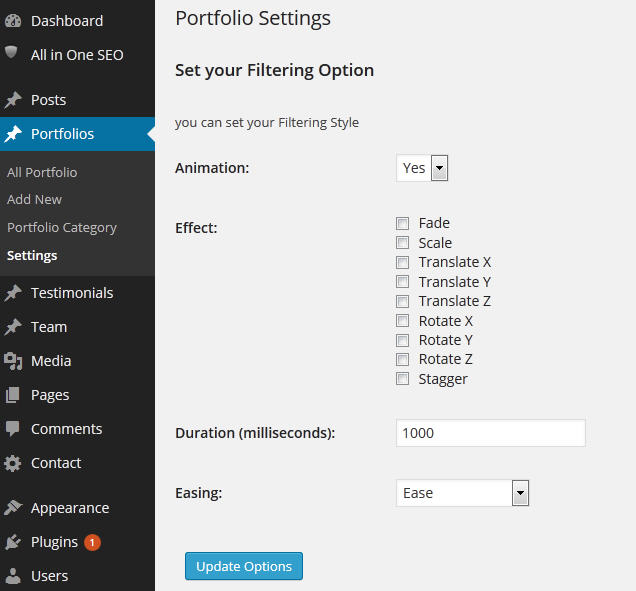 Dashboard
All in One SEO
Posts
Portfolios
All Portfolio
Add New
Portfolio Category
Settings
Testimonials
Team
Media
Pages
Comments
Contact
Appearance
Plugins 1
Users
Portfolio Settings
Set your Filtering Option
you can set your Filtering Style
Animation: Yes
Effect: Fade
Scale
Translate X
Translate Y
Translate Z
Rotate X
Rotate Y
Rotate Z
Stagger
Duration (milliseconds): 1000
Easing: Ease
Update Options